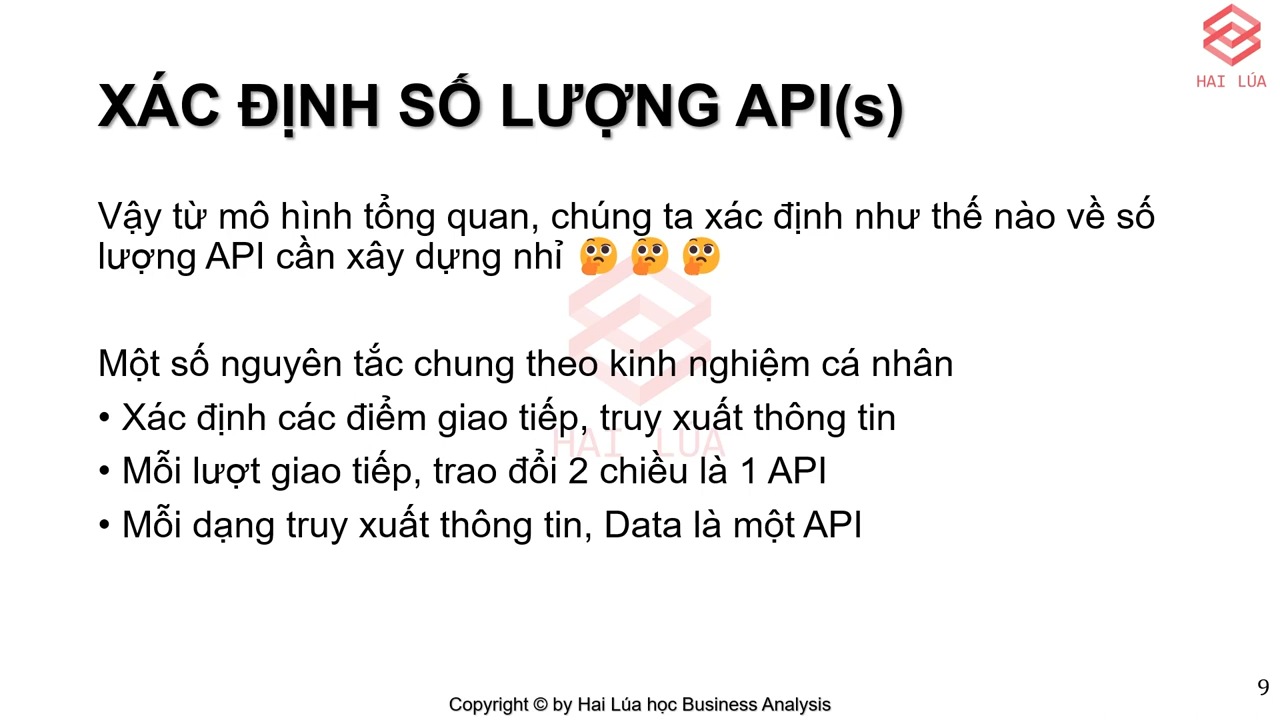 HAI LÚA
XÁC ĐỊNH SỐ LƯỢNG API(s)
Vậy từ mô hình tổng quan, chúng ta xác định như thế nào về số
lượng API cần xây dựng nhỉ 🤔 🤔 🤔
Một số nguyên tắc chung theo kinh nghiệm cá nhân
• Xác định các điểm giao tiếp, truy xuất thông tin
HAI LÚA
• Mỗi lượt giao tiếp, trao đổi 2 chiều là 1 API
• Mỗi dạng truy xuất thông tin, Data là một API
Copyright © by Hai Lúa học Business Analysis
9